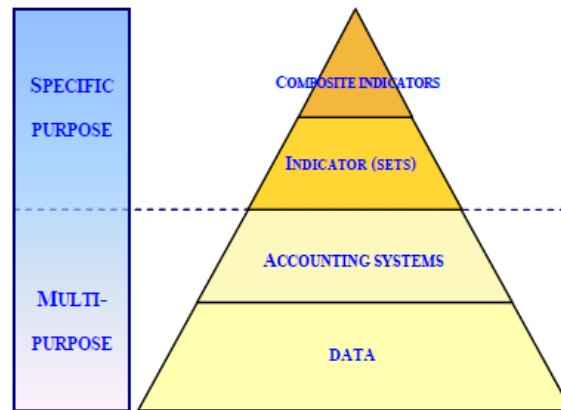 SPECIFIC
PURPOSE
MULTI-
PURPOSE
COMPOSITE INDICATORS
INDICATOR (SETS)
ACCOUNTING SYSTEMS
DATA